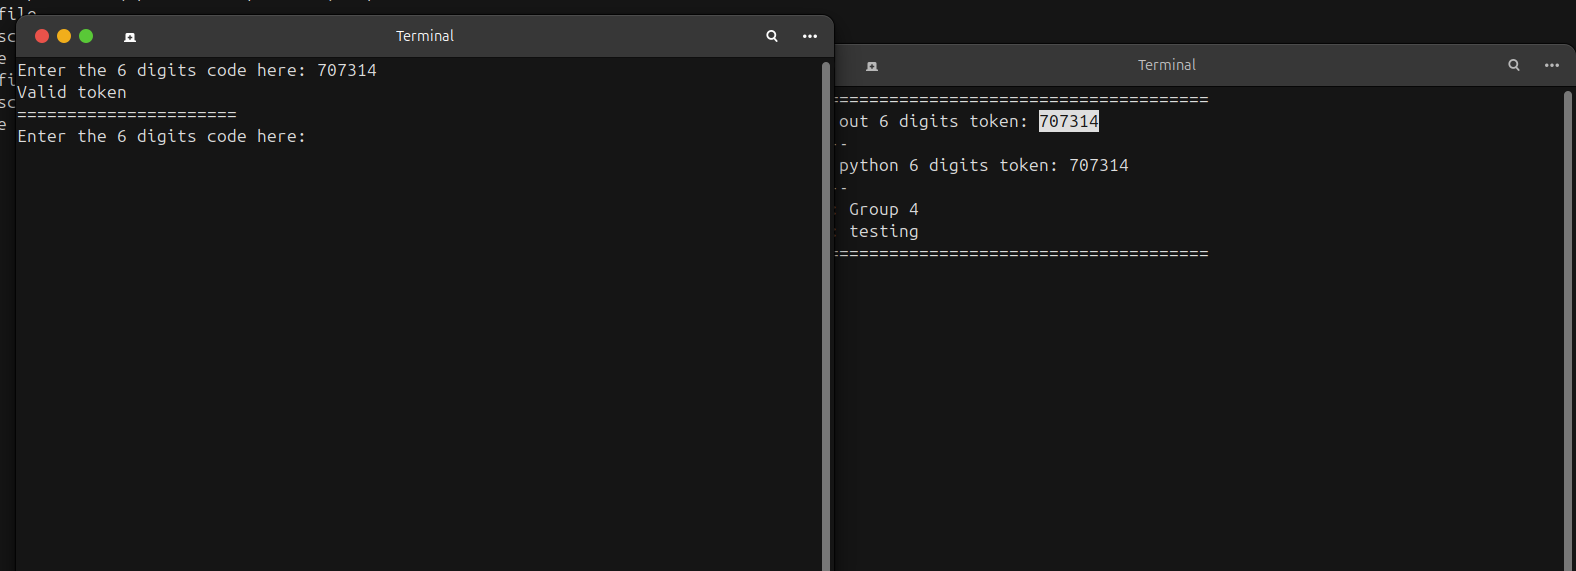 file
sc
e
fi
sc
e
Terminal
Enter the 6 digits code here: 707314
Valid token
======================
Enter the 6 digits code here:
Terminal
======================================
out 6 digits token: 707314
--
python 6 digits token: 707314
--
: Group 4
: testing
======================================